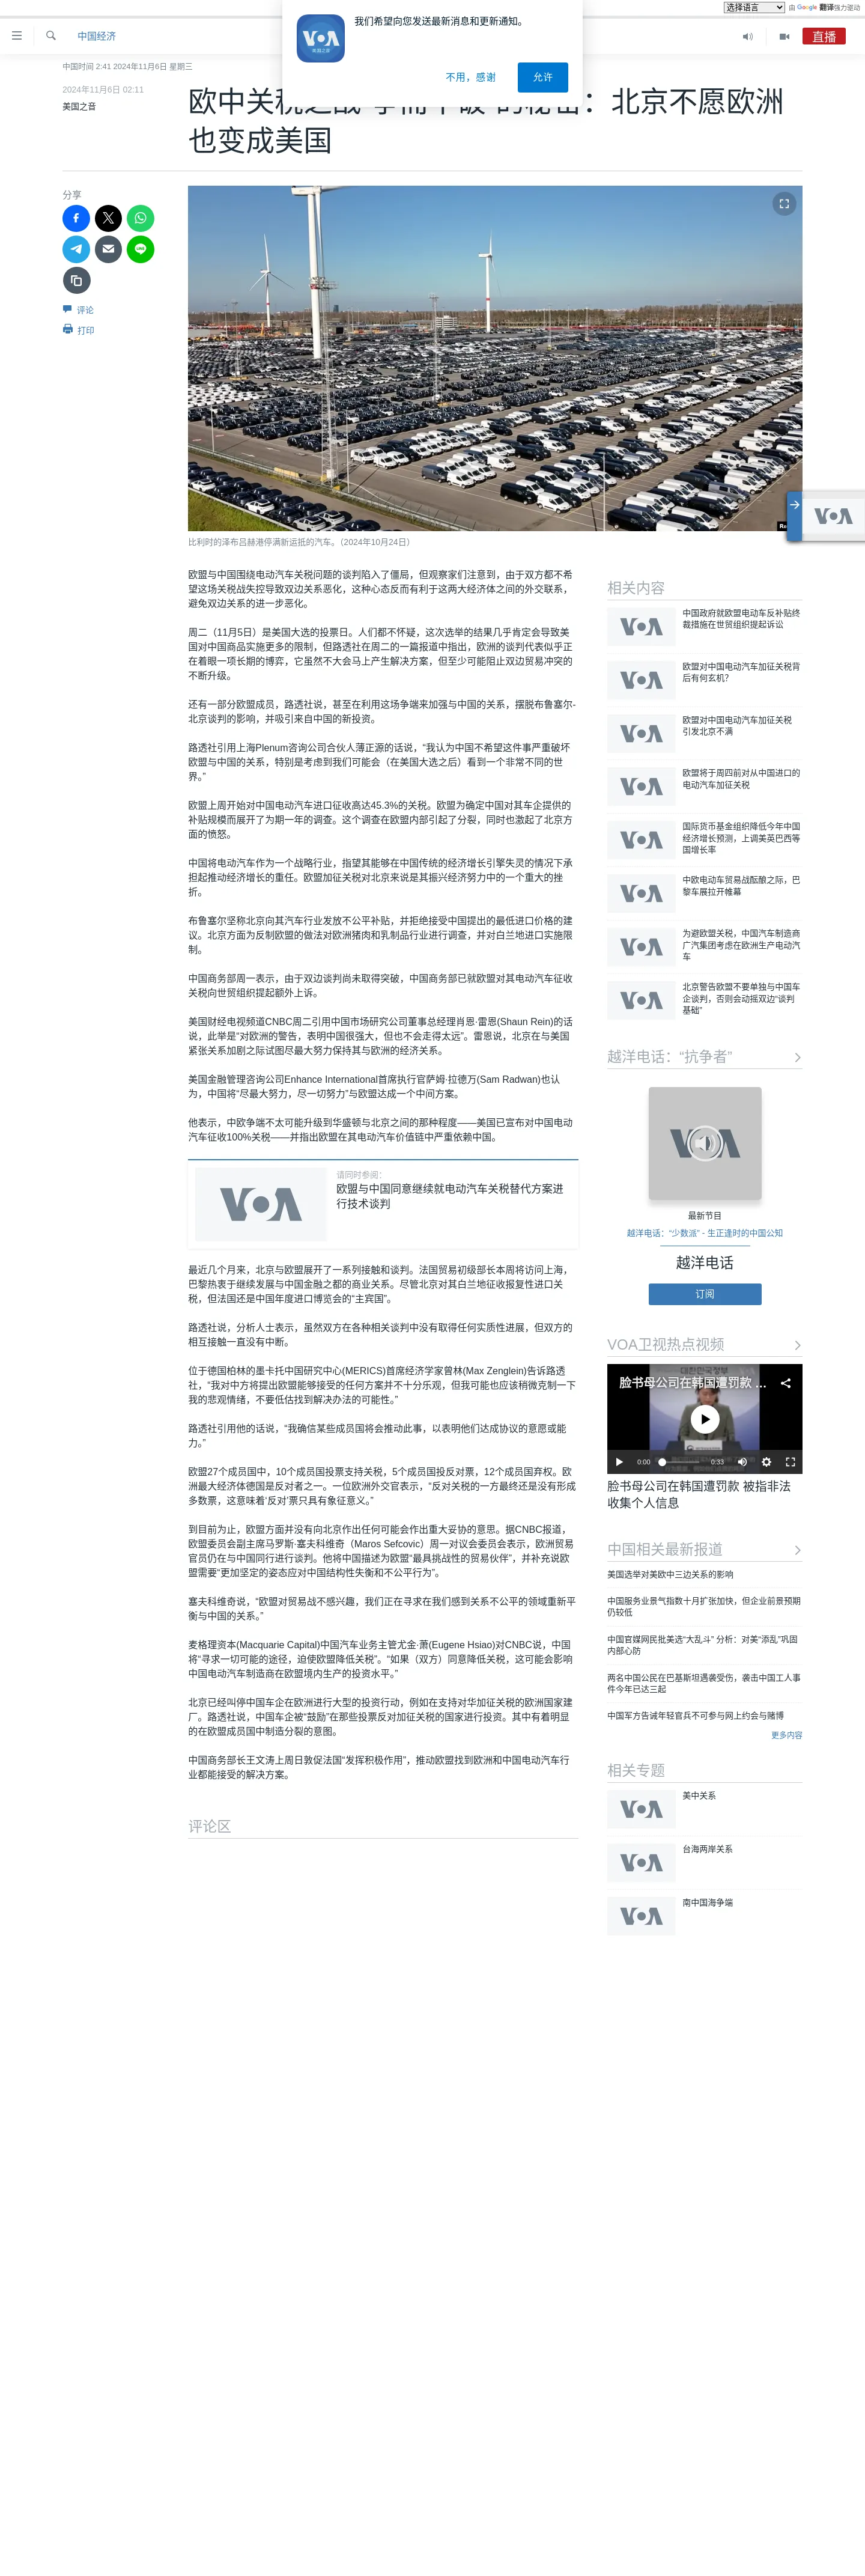 选择语言
由 Google 翻译强力驱动
我们希望向您发送最新消息和更新通知。
不用，感谢
允许
中国经济
直播
中国时间 2:41 2024年11月6日 星期三
2024年11月6日 02:11
美国之音
北京不愿欧洲
也变成美国
分享
评论
打印
比利时的泽布吕赫港停满新运抵的汽车。（2024年10月24日）
欧盟与中国围绕电动汽车关税问题的谈判陷入了僵局，但观察家们注意到，由于双方都不希
望这场关税战失控导致双边关系恶化，这种心态反而有利于这两大经济体之间的外交联系，
避免双边关系的进一步恶化。
周二（11月5日）是美国大选的投票日。人们都不怀疑，这次选举的结果几乎肯定会导致美
国对中国商品实施更多的限制，但路透社在周二的一篇报道中指出，欧洲的谈判代表似乎正
在着眼一项长期的博弈，它虽然不大会马上产生解决方案，但至少可能阻止双边贸易冲突的
不断升级。
还有一部分欧盟成员，路透社说，甚至在利用这场争端来加强与中国的关系，摆脱布鲁塞尔-
北京谈判的影响，并吸引来自中国的新投资。
路透社引用上海Plenum咨询公司合伙人薄正源的话说，“我认为中国不希望这件事严重破坏
欧盟与中国的关系，特别是考虑到我们可能会（在美国大选之后）看到一个非常不同的世
界。”
欧盟上周开始对中国电动汽车进口征收高达45.3%的关税。欧盟为确定中国对其车企提供的
补贴规模而展开了为期一年的调查。这个调查在欧盟内部引起了分裂，同时也激起了北京方
面的愤怒。
中国将电动汽车作为一个战略行业，指望其能够在中国传统的经济增长引擎失灵的情况下承
担起推动经济增长的重任。欧盟加征关税对北京来说是其振兴经济努力中的一个重大的挫
折。
布鲁塞尔坚称北京向其汽车行业发放不公平补贴，并拒绝接受中国提出的最低进口价格的建
议。北京方面为反制欧盟的做法对欧洲猪肉和乳制品行业进行调查，并对白兰地进口实施限
制。
中国商务部周一表示，由于双边谈判尚未取得突破，中国商务部已就欧盟对其电动汽车征收
关税向世贸组织提起额外上诉。
美国财经电视频道CNBC周二引用中国市场研究公司董事总经理肖恩·雷恩(Shaun Rein)的话
说，此举是“对欧洲的警告，表明中国很强大，但也不会走得太远”。雷恩说，北京在与美国
紧张关系加剧之际试图尽最大努力保持其与欧洲的经济关系。
美国金融管理咨询公司Enhance International首席执行官萨姆·拉德万(Sam Radwan)也认
为，中国将“尽最大努力，尽一切努力”与欧盟达成一个中间方案。
他表示，中欧争端不太可能升级到华盛顿与北京之间的那种程度——美国已宣布对中国电动
汽车征收100%关税——并指出欧盟在其电动汽车价值链中严重依赖中国。
请同时参阅：
欧盟与中国同意继续就电动汽车关税替代方案进
行技术谈判
最近几个月来，北京与欧盟展开了一系列接触和谈判。法国贸易初级部长本周将访问上海，
巴黎热衷于继续发展与中国金融之都的商业关系。尽管北京对其白兰地征收报复性进口关
税，但法国还是中国年度进口博览会的“主宾国”。
路透社说，分析人士表示，虽然双方在各种相关谈判中没有取得任何实质性进展，但双方的
相互接触一直没有中断。
位于德国柏林的墨卡托中国研究中心(MERICS)首席经济学家曾林(Max Zenglein)告诉路透
社，“我对中方将提出欧盟能够接受的任何方案并不十分乐观，但我可能也应该稍微克制一下
我的悲观情绪，不要低估找到解决办法的可能性。”
路透社引用他的话说，“我确信某些成员国将会推动此事，以表明他们达成协议的意愿或能
力。”
欧盟27个成员国中，10个成员国投票支持关税，5个成员国投反对票，12个成员国弃权。欧
洲最大经济体德国是反对者之一。一位欧洲外交官表示，“反对关税的一方最终还是没有形成
多数票，这意味着‘反对’票只具有象征意义。”
到目前为止，欧盟方面并没有向北京作出任何可能会作出重大妥协的意思。据CNBC报道，
欧盟委员会副主席马罗斯·塞夫科维奇（Maros Sefcovic）周一对议会委员会表示，欧洲贸易
官员仍在与中国同行进行谈判。他将中国描述为欧盟“最具挑战性的贸易伙伴”，并补充说欧
盟需要“更加坚定的姿态应对中国结构性失衡和不公平行为”。
塞夫科维奇说，“欧盟对贸易战不感兴趣，我们正在寻求在我们感到关系不公平的领域重新平
衡与中国的关系。”
麦格理资本(Macquarie Capital)中国汽车业务主管尤金·萧(Eugene Hsiao)对CNBC说，中国
将“寻求一切可能的途径，迫使欧盟降低关税”。“如果（双方）同意降低关税，这可能会影响
中国电动汽车制造商在欧盟境内生产的投资水平。”
北京已经叫停中国车企在欧洲进行大型的投资行动，例如在支持对华加征关税的欧洲国家建
厂。路透社说，中国车企被“鼓励”在那些投票反对加征关税的国家进行投资。其中有着明显
的在欧盟成员国中制造分裂的意图。
中国商务部长王文涛上周日敦促法国“发挥积极作用”，推动欧盟找到欧洲和中国电动汽车行
业都能接受的解决方案。
评论区
相关内容
中国政府就欧盟电动车反补贴终
裁措施在世贸组织提起诉讼
欧盟对中国电动汽车加征关税背
后有何玄机？
欧盟对中国电动汽车加征关税
引发北京不满
欧盟将于周四前对从中国进口的
电动汽车加征关税
国际货币基金组织降低今年中国
经济增长预测，上调美英巴西等
国增长率
中欧电动车贸易战酝酿之际，巴
黎车展拉开帷幕
为避欧盟关税，中国汽车制造商
广汽集团考虑在欧洲生产电动汽
车
北京警告欧盟不要单独与中国车
企谈判，否则会动摇双边“谈判
基础”
越洋电话：“抗争者”
最新节目
越洋电话：“少数派” - 生正逢时的中国公知
越洋电话
订阅
VOA卫视热点视频
脸书母公司在韩国遭罚款 ...
0:00
0:33
脸书母公司在韩国遭罚款 被指非法
收集个人信息
中国相关最新报道
美国选举对美欧中三边关系的影响
中国服务业景气指数十月扩张加快，但企业前景预期
仍较低
中国官媒网民批美选“大乱斗” 分析：对美“添乱”巩固
内部心防
两名中国公民在巴基斯坦遇袭受伤，袭击中国工人事
件今年已达三起
中国军方告诫年轻官兵不可参与网上约会与赌博
更多内容
相关专题
美中关系
台海两岸关系
南中国海争端